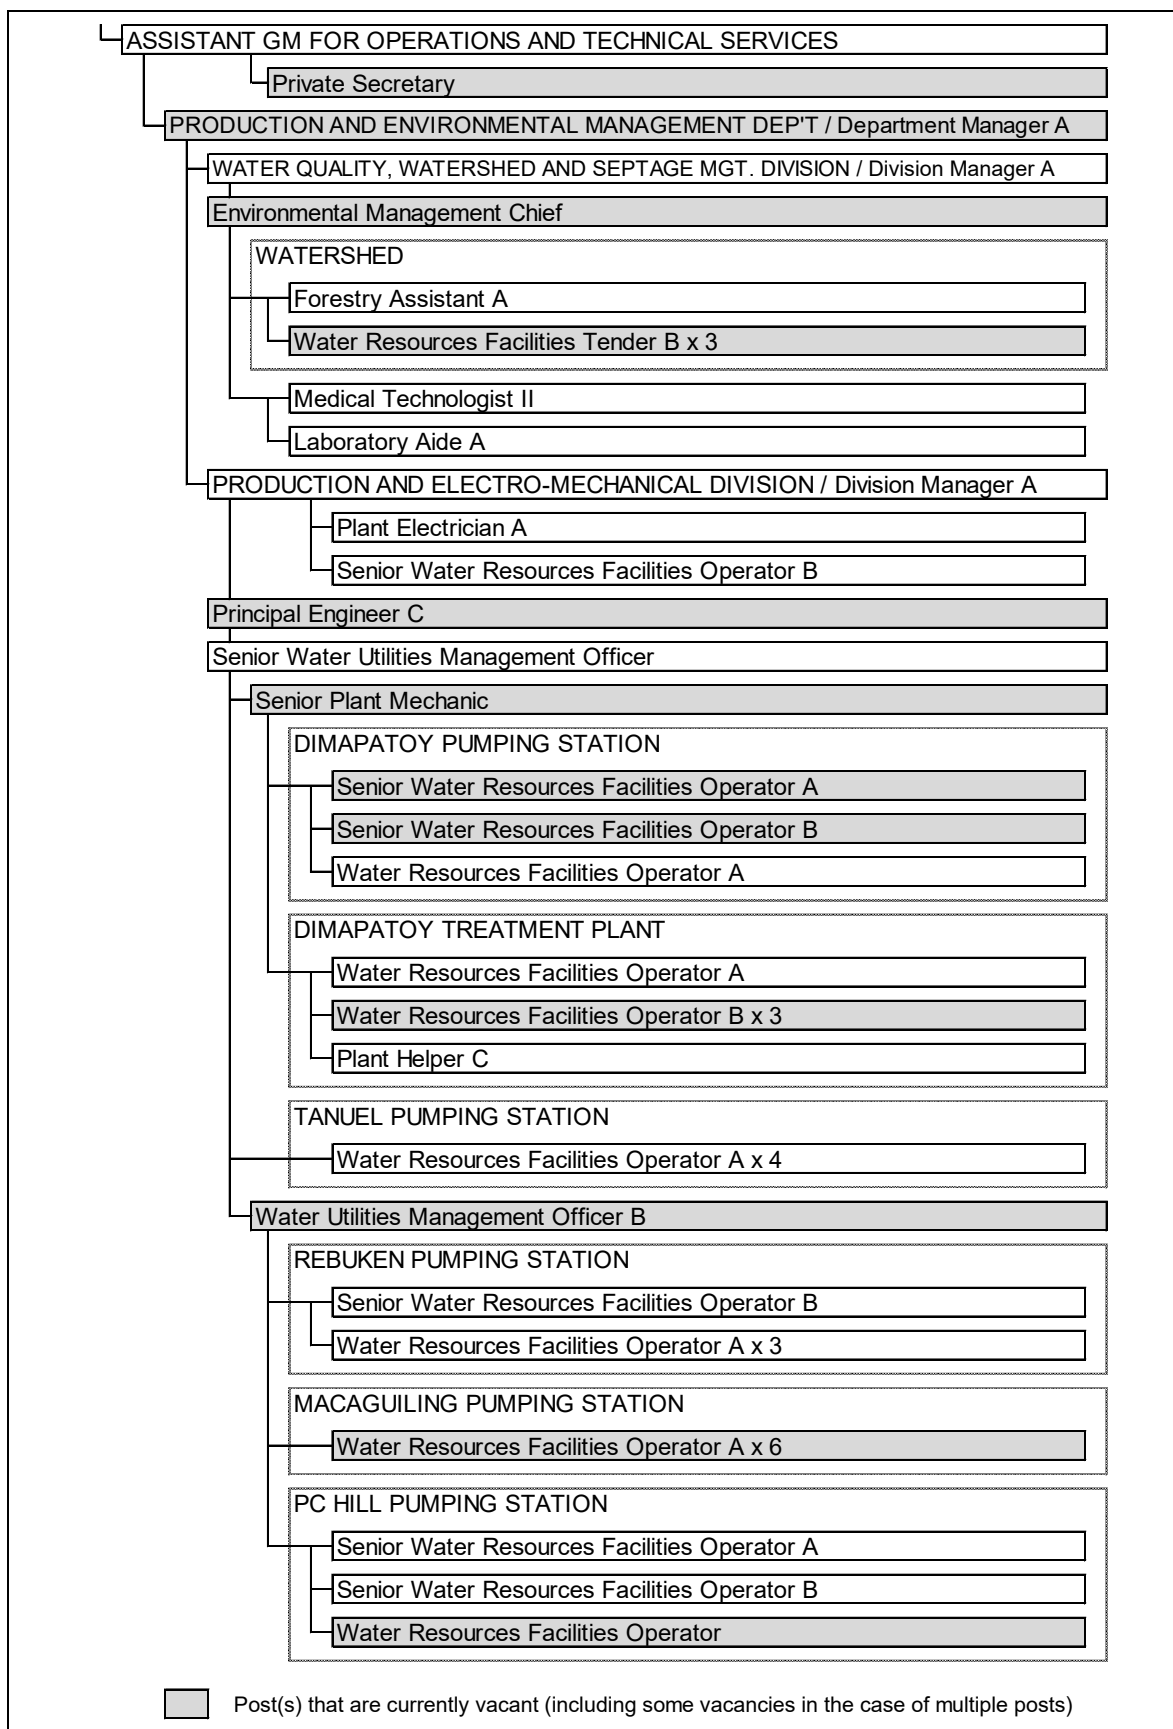 ASSISTANT GM FOR OPERATIONS AND TECHNICAL SERVICES
Private Secretary
PRODUCTION AND ENVIRONMENTAL MANAGEMENT DEP'T / Department Manager A
WATER QUALITY, WATERSHED AND SEPTAGE MGT. DIVISION / Division Manager A
Environmental Management Chief
WATERSHED
Forestry Assistant A
Water Resources Facilities Tender B x 3
Medical Technologist II
Laboratory Aide A
PRODUCTION AND ELECTRO-MECHANICAL DIVISION / Division Manager A
Plant Electrician A
Senior Water Resources Facilities Operator B
Principal Engineer C
Senior Water Utilities Management Officer
Senior Plant Mechanic
DIMAPATOY PUMPING STATION
Senior Water Resources Facilities Operator A
Senior Water Resources Facilities Operator B
Water Resources Facilities Operator A
DIMAPATOY TREATMENT PLANT
Water Resources Facilities Operator A
Water Resources Facilities Operator B x 3
Plant Helper C
TANUEL PUMPING STATION
Water Resources Facilities Operator A x 4
Water Utilities Management Officer B
REBUKEN PUMPING STATION
Senior Water Resources Facilities Operator B
Water Resources Facilities Operator A x 3
MACAGUILING PUMPING STATION
Water Resources Facilities Operator A x 6
PC HILL PUMPING STATION
Senior Water Resources Facilities Operator A
Senior Water Resources Facilities Operator B
Water Resources Facilities Operator
Post(s) that are currently vacant (including some vacancies in the case of multiple posts)